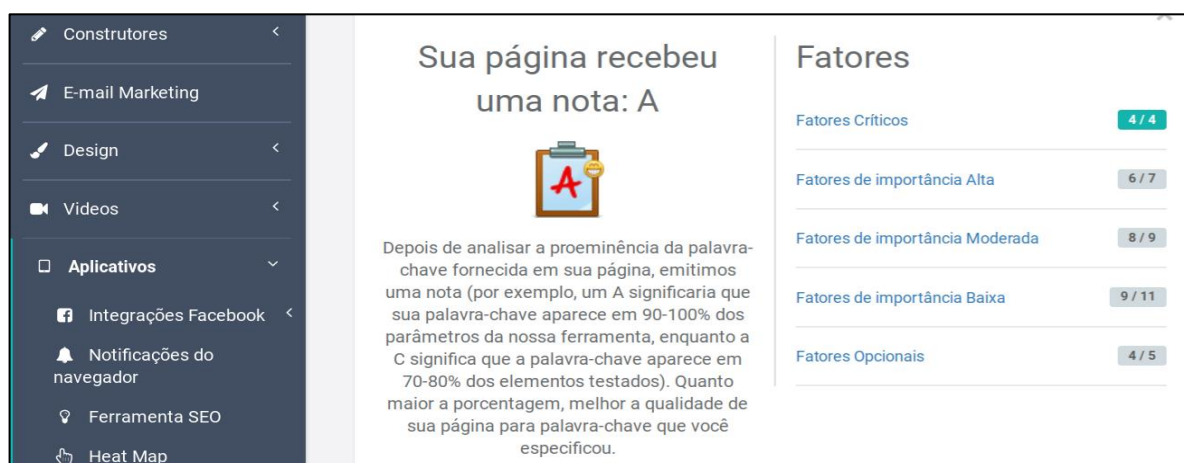 Construtores
E-mail Marketing
Design
Videos
Aplicativos
Integrações Facebook
Notificações do
navegador
Ferramenta SEO
Heat Map
Sua página recebeu
uma nota: A
A
Depois de analisar a proeminência da palavra-
chave fornecida em sua página, emitimos
uma nota (por exemplo, um A significaria que
sua palavra-chave aparece em 90-100% dos
parâmetros da nossa ferramenta, enquanto a
C significa que a palavra-chave aparece em
70-80% dos elementos testados). Quanto
maior a porcentagem, melhor a qualidade de
sua página para palavra-chave que você
especificou.
Fatores
Fatores Críticos 4 / 4
Fatores de importância Alta 6 / 7
Fatores de importância Moderada 8 / 9
Fatores de importância Baixa 9 / 11
Fatores Opcionais 4 / 5